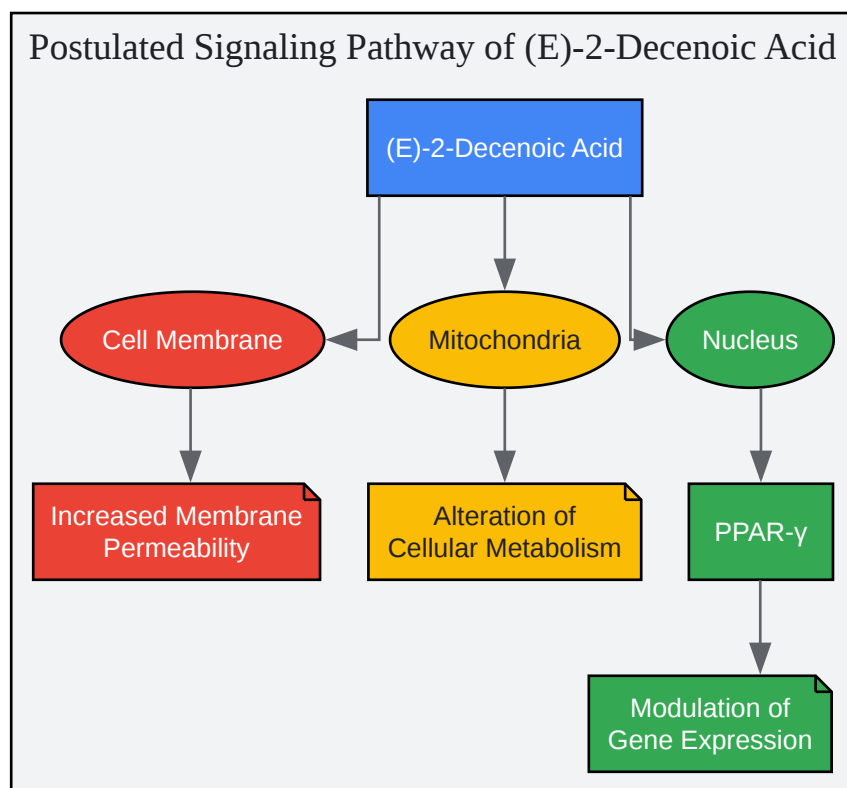 Postulated Signaling Pathway of (E)-2-Decenoic Acid
(E)-2-Decenoic Acid
Cell Membrane
Mitochondria
Nucleus
Increased Membrane
Permeability
Alteration of
Cellular Metabolism
PPAR-γ
Modulation of
Gene Expression